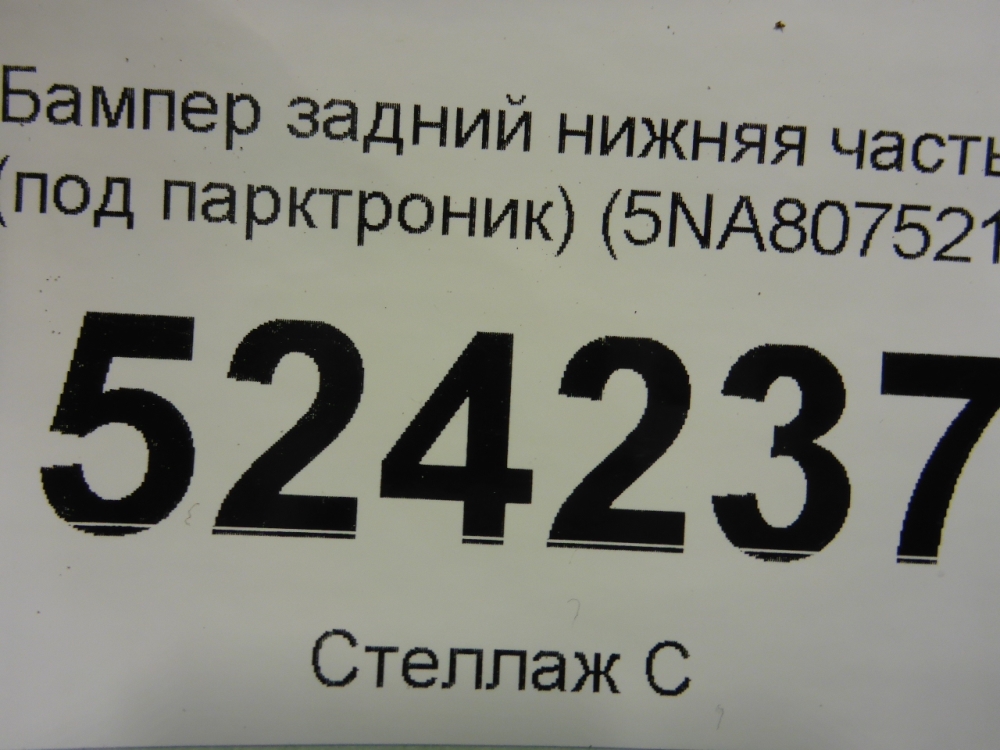 Бампер задний нижняя часть
(под парктроник) (5NA807521
524237
Стеллаж С